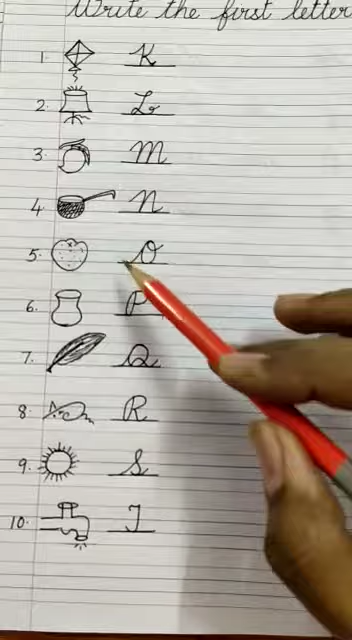 Write the first letter
1. K
2. L
3. M
4. N
5. O
6. P
7. Q
8. R
9. S
10. T